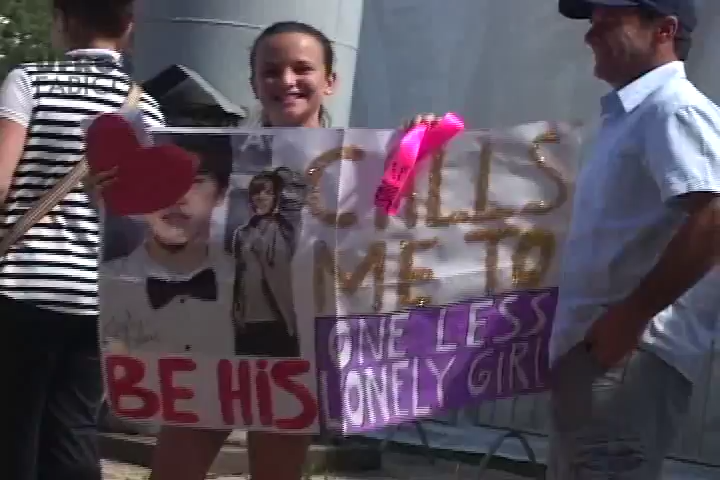 BE HiS
CALLS
ME TO
ONE LESS
LONELY GIRL